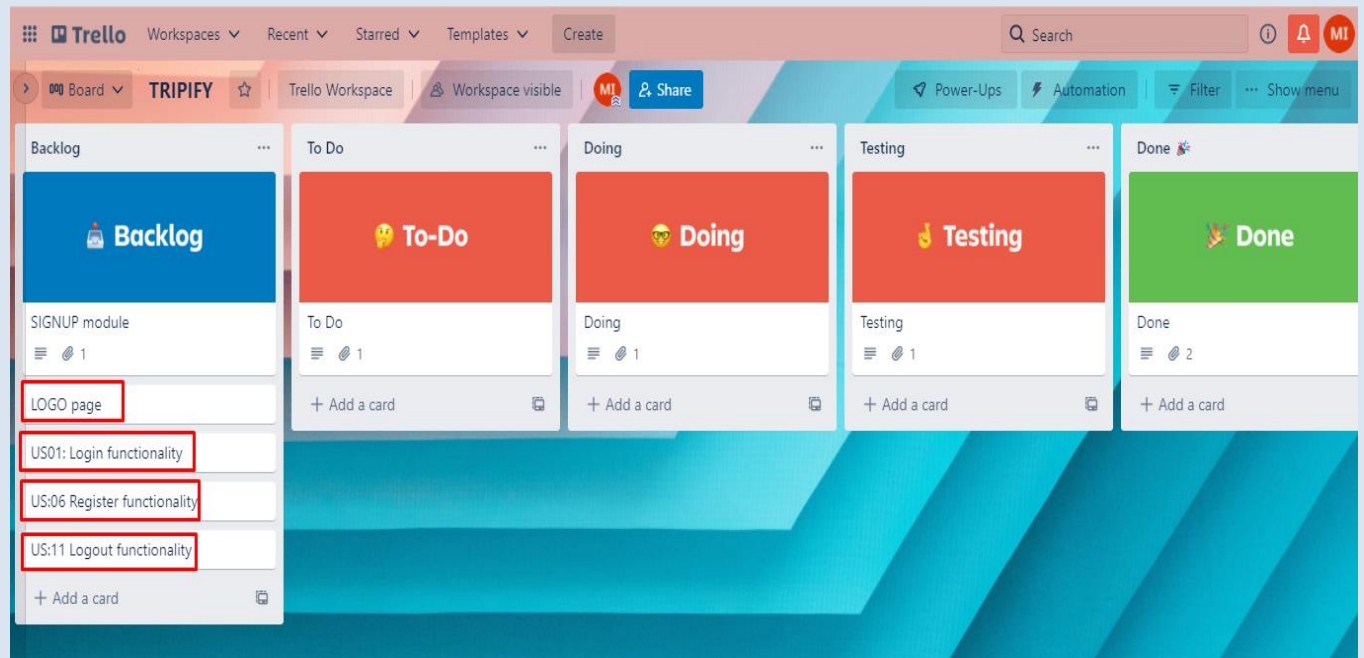 Trello Workspaces Recent Starred Templates Create Search MI
Board TRIPIFY Trello Workspace Workspace visible MI Share Power-Ups Automation Filter ... Show menu
Backlog ...
Backlog
SIGNUP module
1
LOGO page
US01: Login functionality
US:06 Register functionality
US:11 Logout functionality
+ Add a card
To Do ...
To-Do
To Do
1
+ Add a card
Doing ...
Doing
Doing
1
+ Add a card
Testing ...
Testing
Testing
1
+ Add a card
Done
Done
Done
2
+ Add a card